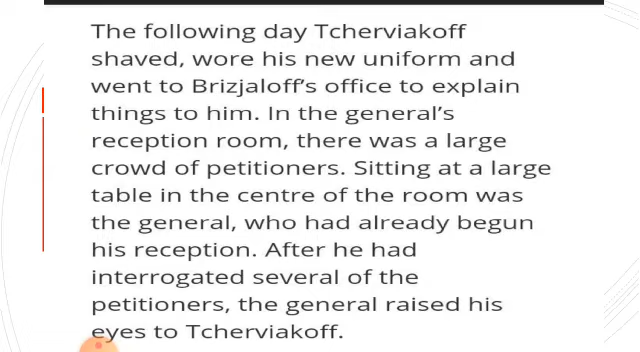 The following day Tcherviakoff
shaved, wore his new uniform and
went to Brizjaloff’s office to explain
things to him. In the general’s
reception room, there was a large
crowd of petitioners. Sitting at a large
table in the centre of the room was
the general, who had already begun
his reception. After he had
interrogated several of the
petitioners, the general raised his
eyes to Tcherviakoff.